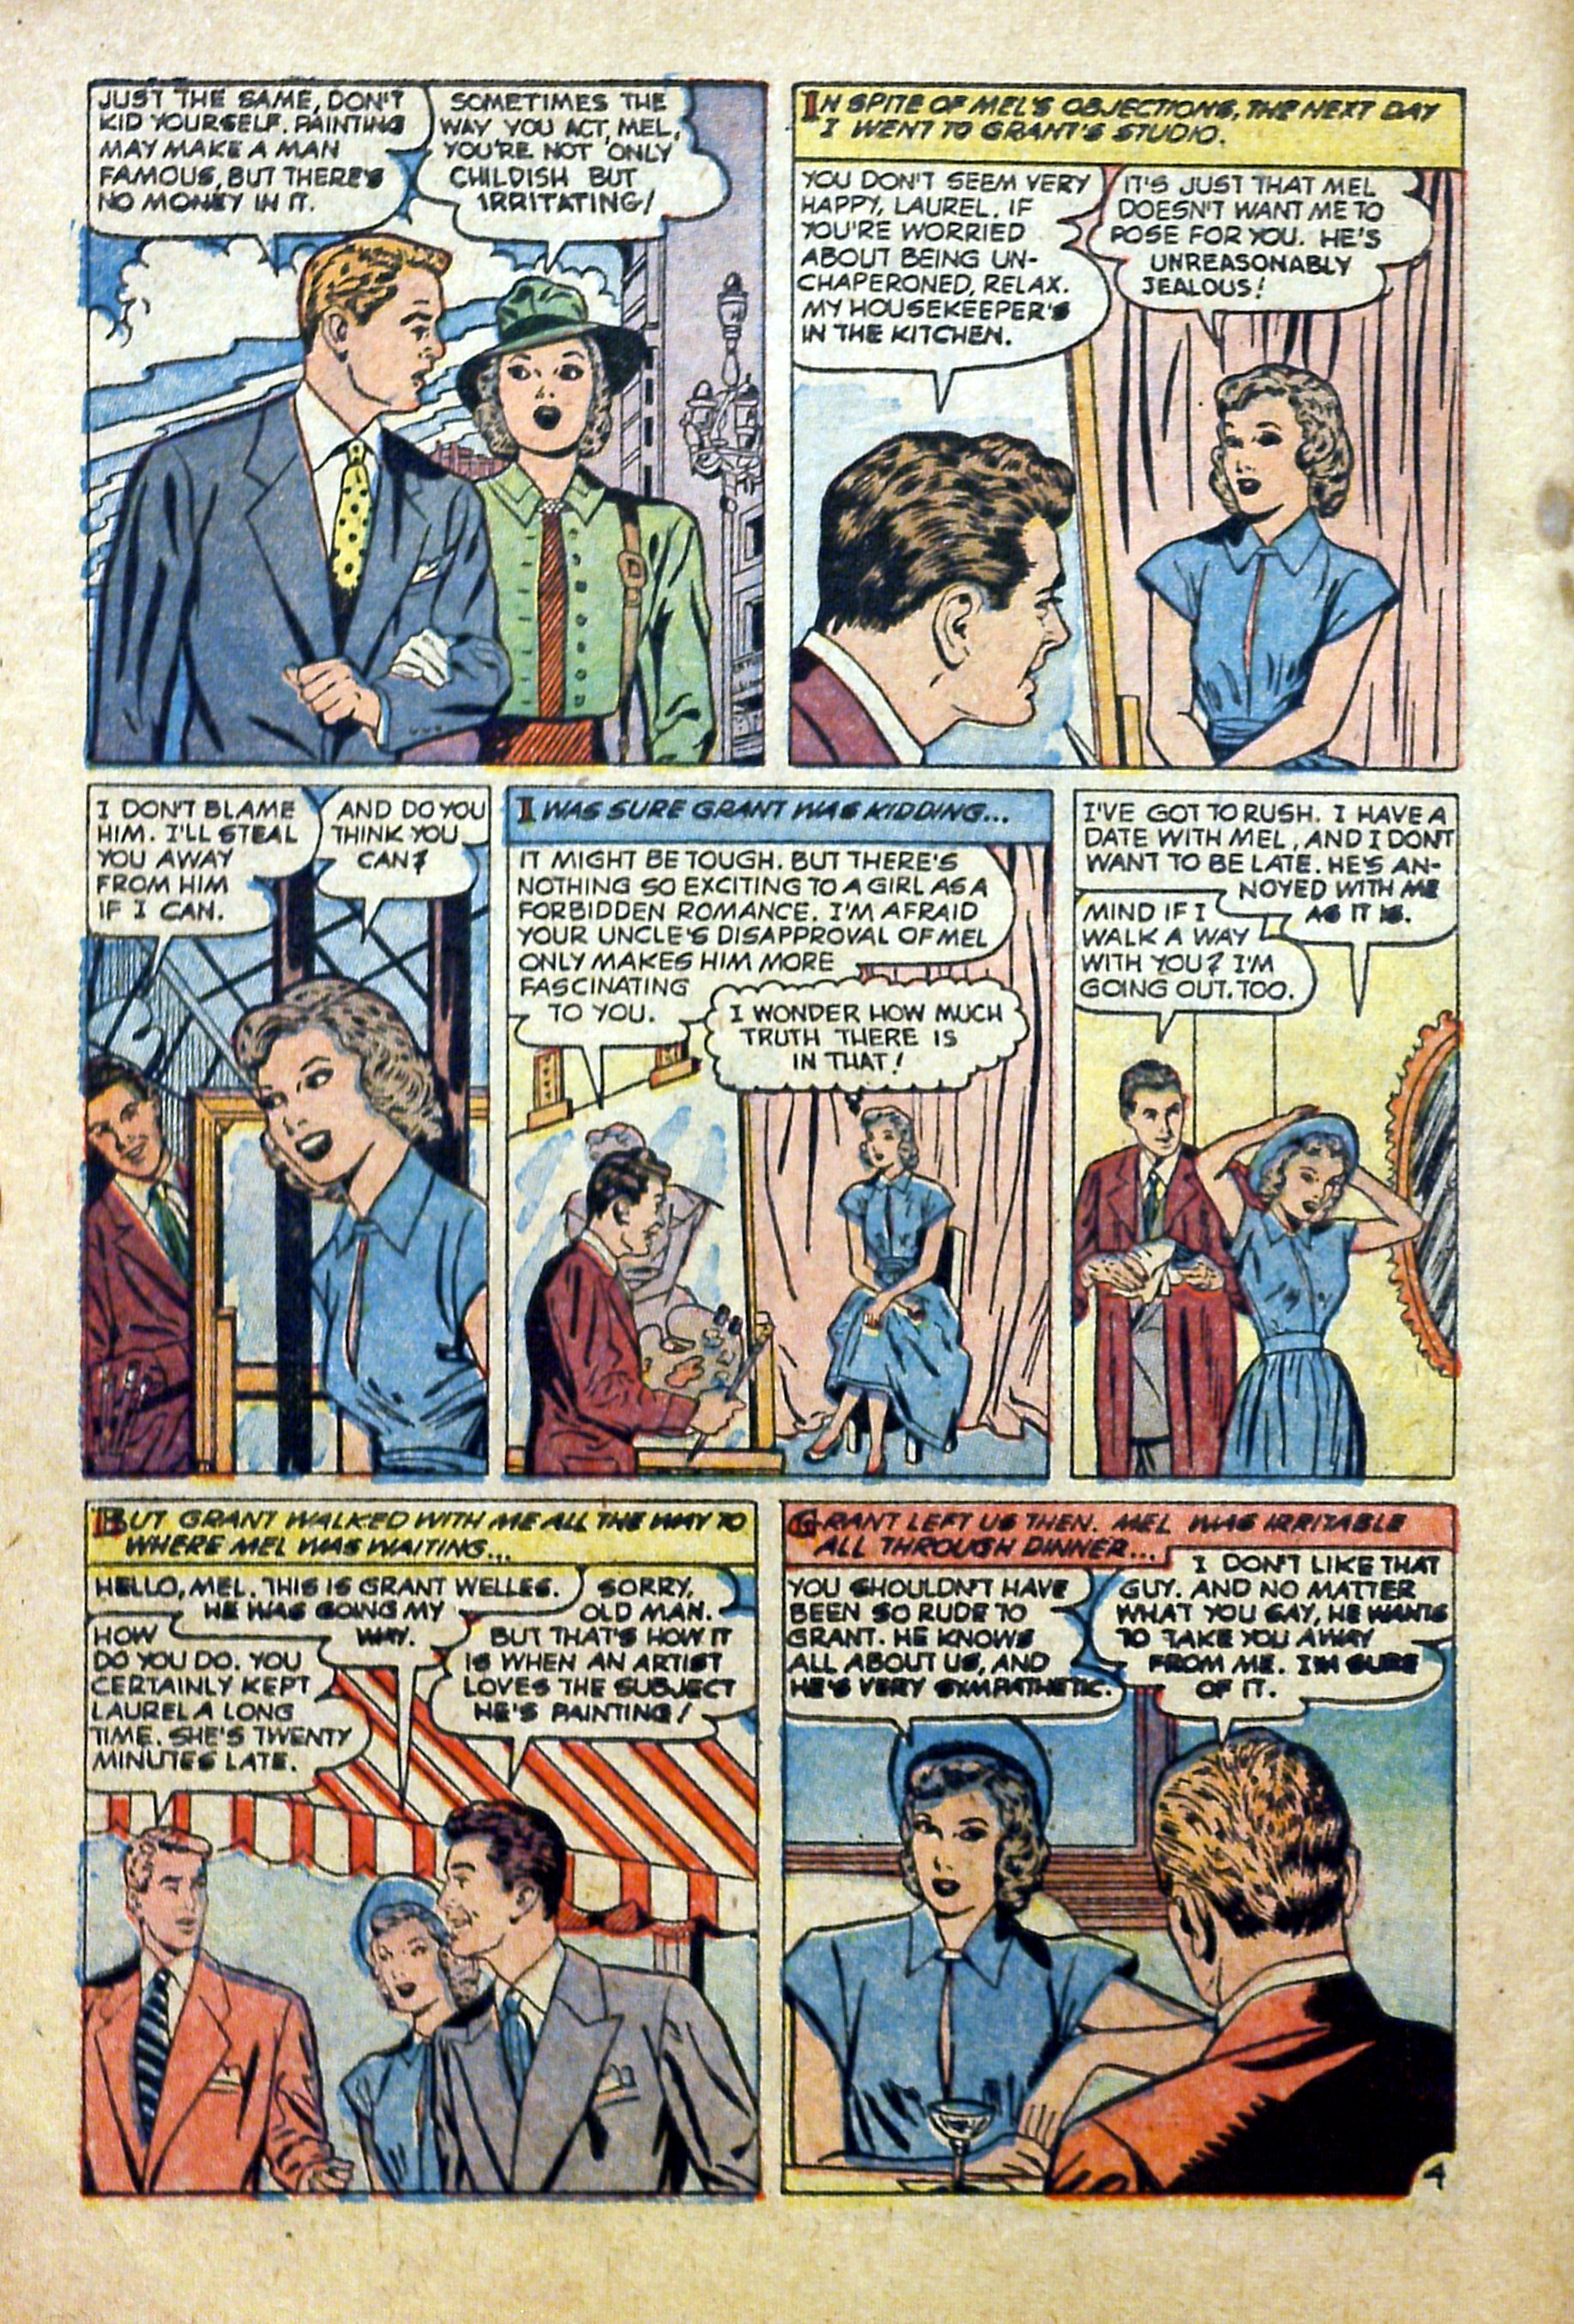 JUST THE SAME, DON'T
KID YOURSELF. PAINTING
MAY MAKE A MAN
FAMOUS, BUT THERE'S
NO MONEY IN IT.
SOMETIMES THE
WAY YOU ACT, MEL,
YOU'RE NOT ONLY
CHILDISH BUT
IRRITATING!
IN SPITE OF MEL'S OBJECTIONS, THE NEXT DAY
I WENT TO GRANT'S STUDIO.
YOU DON'T SEEM VERY
HAPPY, LAUREL. IF
YOU'RE WORRIED
ABOUT BEING UN-
CHAPERONED, RELAX.
MY HOUSEKEEPER'S
IN THE KITCHEN.
IT'S JUST THAT MEL
DOESN'T WANT ME TO
POSE FOR YOU. HE'S
UNREASONABLY
JEALOUS!
I DON'T BLAME
HIM. I'LL STEAL
YOU AWAY
FROM HIM
IF I CAN.
AND DO YOU
THINK YOU
CAN?
I WAS SURE GRANT WAS KIDDING...
IT MIGHT BE TOUGH. BUT THERE'S
NOTHING SO EXCITING TO A GIRL AS A
FORBIDDEN ROMANCE. I'M AFRAID
YOUR UNCLE'S DISAPPROVAL OF MEL
ONLY MAKES HIM MORE
FASCINATING
TO YOU.
I WONDER HOW MUCH
TRUTH THERE IS
IN THAT!
I'VE GOT TO RUSH. I HAVE A
DATE WITH MEL, AND I DON'T
WANT TO BE LATE. HE'S AN-
NOYED WITH ME
AS IT IS.
MIND IF I
WALK A WAY
WITH YOU? I'M
GOING OUT, TOO.
BUT GRANT WALKED WITH ME ALL THE WAY TO
WHERE MEL WAS WAITING...
HELLO, MEL. THIS IS GRANT WELLES.
HE WAS GOING MY
WAY.
HOW
DO YOU DO. YOU
CERTAINLY KEPT
LAUREL A LONG
TIME. SHE'S TWENTY
MINUTES LATE.
SORRY,
OLD MAN.
BUT THAT'S HOW IT
IS WHEN AN ARTIST
LOVES THE SUBJECT
HE'S PAINTING!
GRANT LEFT US THEN. MEL WAS IRRITABLE
ALL THROUGH DINNER...
YOU SHOULDN'T HAVE
BEEN SO RUDE TO
GRANT. HE KNOWS
ALL ABOUT US, AND
HE'S VERY SYMPATHETIC.
I DON'T LIKE THAT
GUY. AND NO MATTER
WHAT YOU SAY, HE WANTS
TO TAKE YOU AWAY
FROM ME. I'M SURE
OF IT.
4